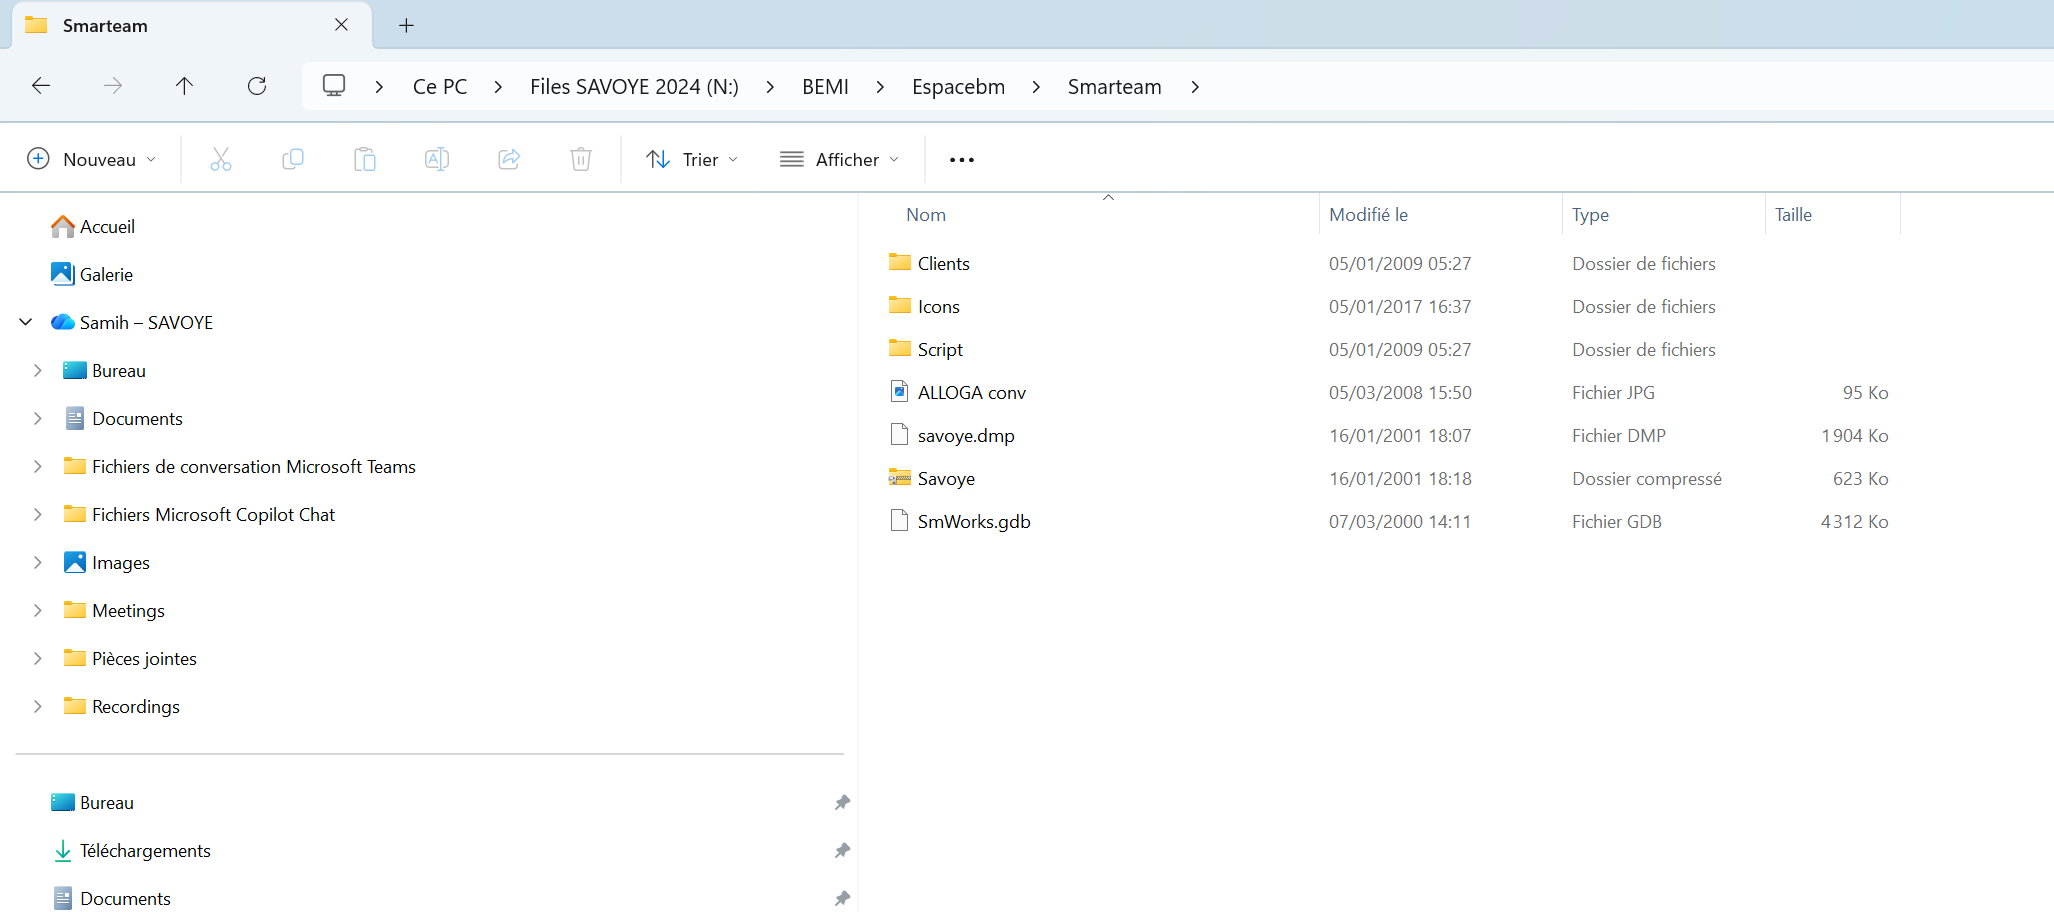 Smarteam
Ce PC > Files SAVOYE 2024 (N:) > BEMI > Espacebm > Smarteam >
Nouveau Trier Afficher
Accueil
Galerie
Samih – SAVOYE
Bureau
Documents
Fichiers de conversation Microsoft Teams
Fichiers Microsoft Copilot Chat
Images
Meetings
Pièces jointes
Recordings
Bureau
Téléchargements
Documents
Nom Modifié le Type Taille
Clients 05/01/2009 05:27 Dossier de fichiers
Icons 05/01/2017 16:37 Dossier de fichiers
Script 05/01/2009 05:27 Dossier de fichiers
ALLOGA conv 05/03/2008 15:50 Fichier JPG 95 Ko
savoye.dmp 16/01/2001 18:07 Fichier DMP 1 904 Ko
Savoye 16/01/2001 18:18 Dossier compressé 623 Ko
SmWorks.gdb 07/03/2000 14:11 Fichier GDB 4 312 Ko